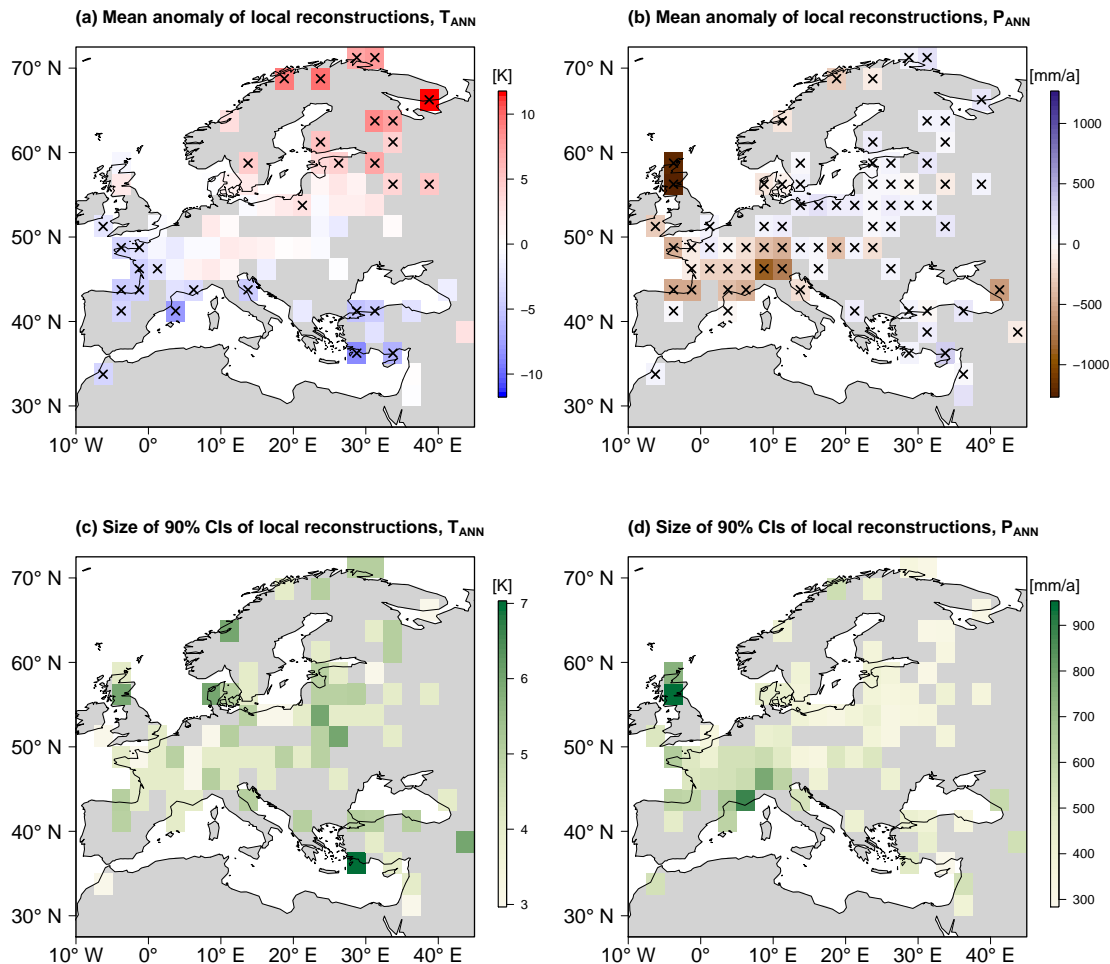 (a) Mean anomaly of local reconstructions, TANN
(b) Mean anomaly of local reconstructions, PANN
70° N
60° N
50° N
40° N
30° N
10° W 0° 10° E 20° E 30° E 40° E
[K]
10
5
0
−5
−10
70° N
60° N
50° N
40° N
30° N
10° W 0° 10° E 20° E 30° E 40° E
[mm/a]
1000
500
0
−500
−1000
(c) Size of 90% CIs of local reconstructions, TANN
(d) Size of 90% CIs of local reconstructions, PANN
70° N
60° N
50° N
40° N
30° N
10° W 0° 10° E 20° E 30° E 40° E
[K]
7
6
5
4
3
70° N
60° N
50° N
40° N
30° N
10° W 0° 10° E 20° E 30° E 40° E
[mm/a]
900
800
700
600
500
400
300